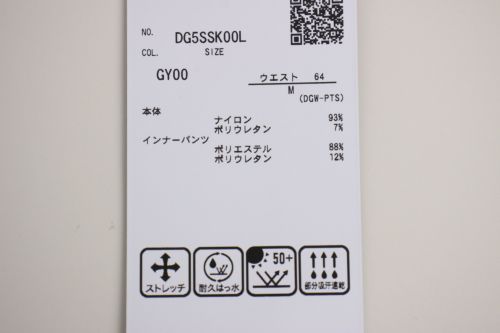 NO. DG5SSK00L
COL. SIZE
GY00
ウエスト 64
M
(DGW-PTS)
本体
ナイロン 93%
ポリウレタン 7%
インナーパンツ
ポリエステル 88%
ポリウレタン 12%
50+
ストレッチ 耐久はっ水 部分吸汗速乾